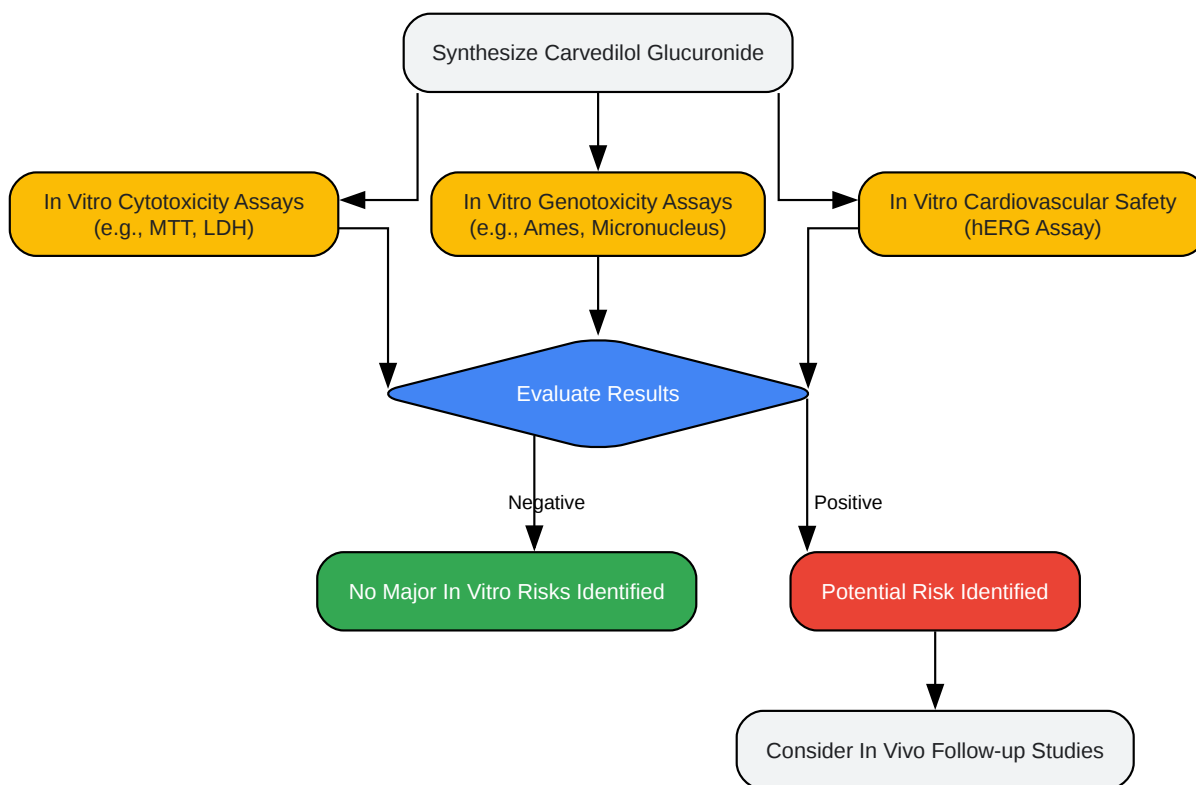 Synthesize Carvedilol Glucuronide
In Vitro Cytotoxicity Assays
(e.g., MTT, LDH)
In Vitro Genotoxicity Assays
(e.g., Ames, Micronucleus)
In Vitro Cardiovascular Safety
(hERG Assay)
Evaluate Results
Negative
Positive
No Major In Vitro Risks Identified
Potential Risk Identified
Consider In Vivo Follow-up Studies